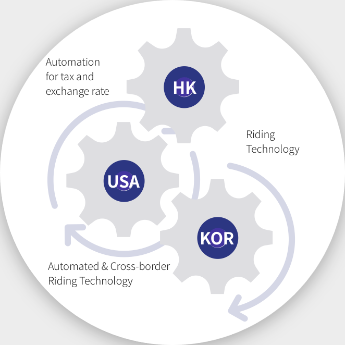 Automation
for tax and
exchange rate
HK
Riding
Technology
USA
KOR
Automated & Cross-border
Riding Technology